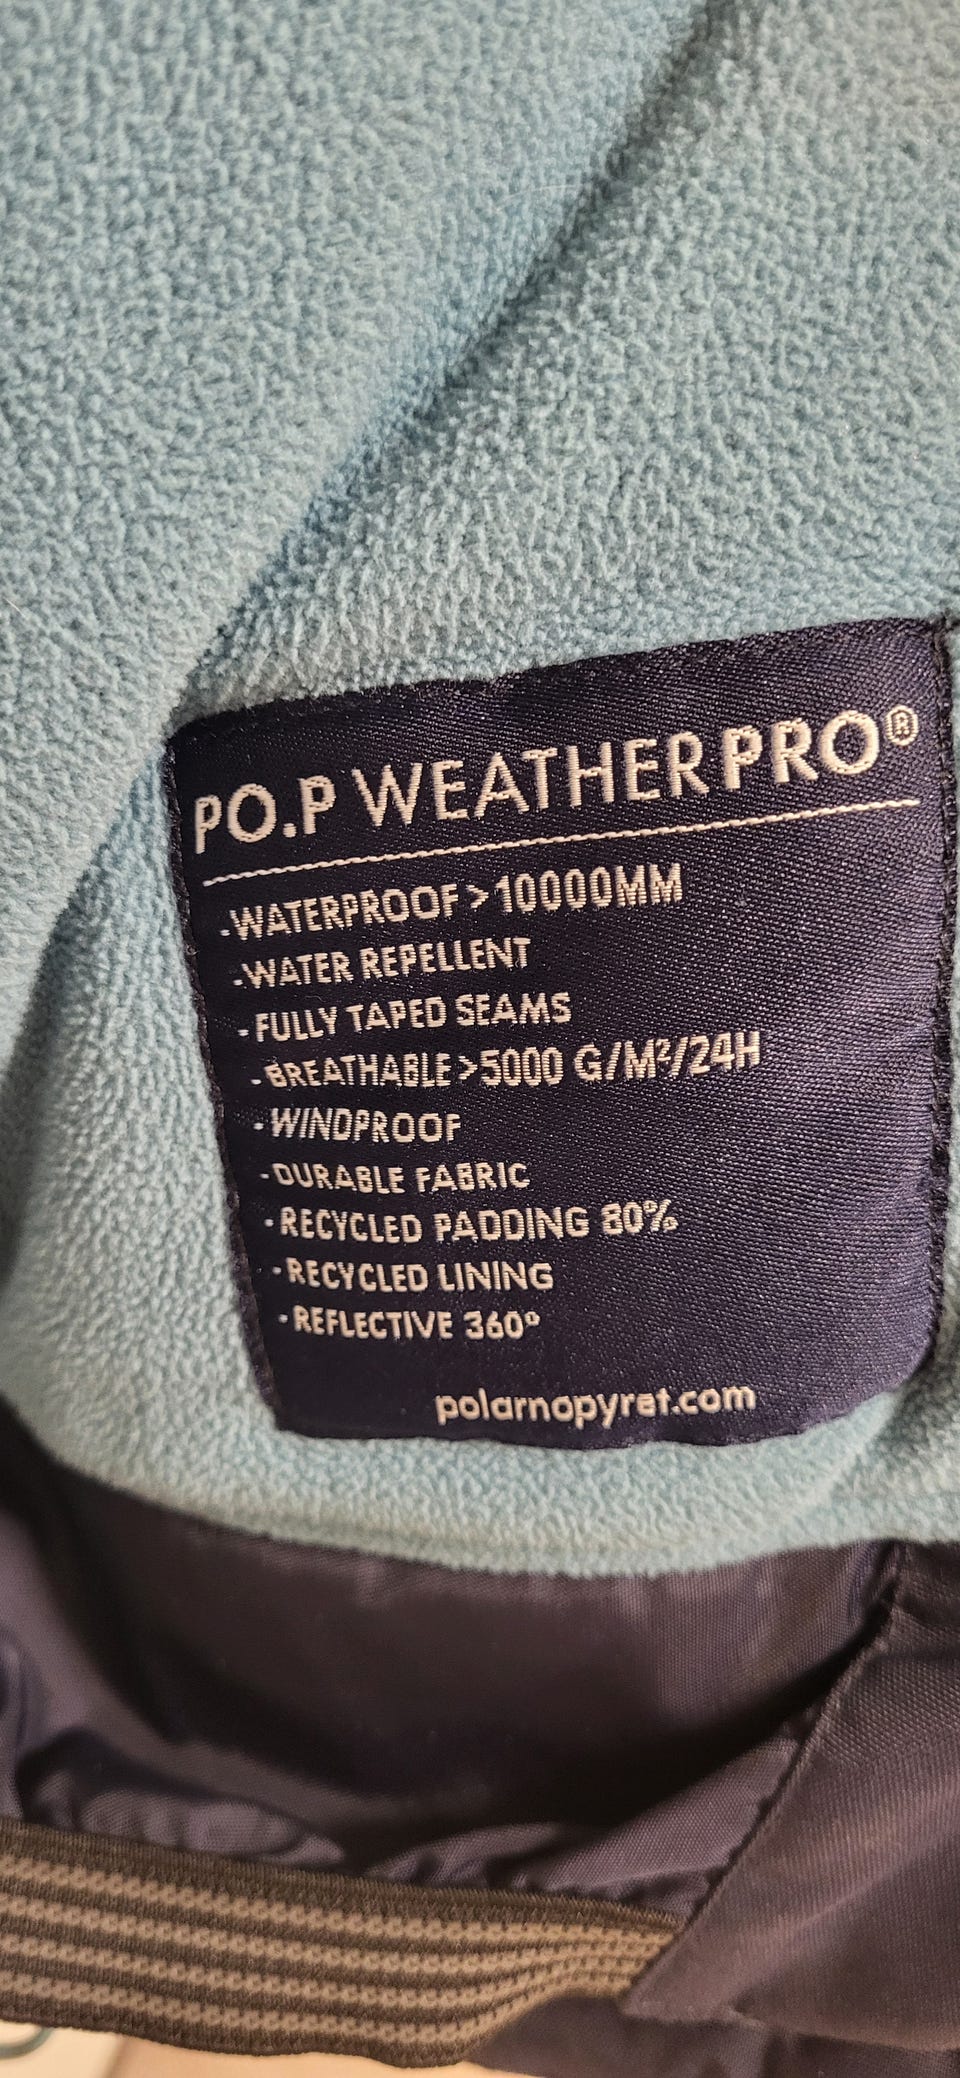 PO.P WEATHERPRO®
-WATERPROOF >10000MM
-WATER REPELLENT
-FULLY TAPED SEAMS
-BREATHABLE >5000 G/M²/24H
-WINDPROOF
-DURABLE FABRIC
-RECYCLED PADDING 80%
-RECYCLED LINING
-REFLECTIVE 360º
polarnopyret.com